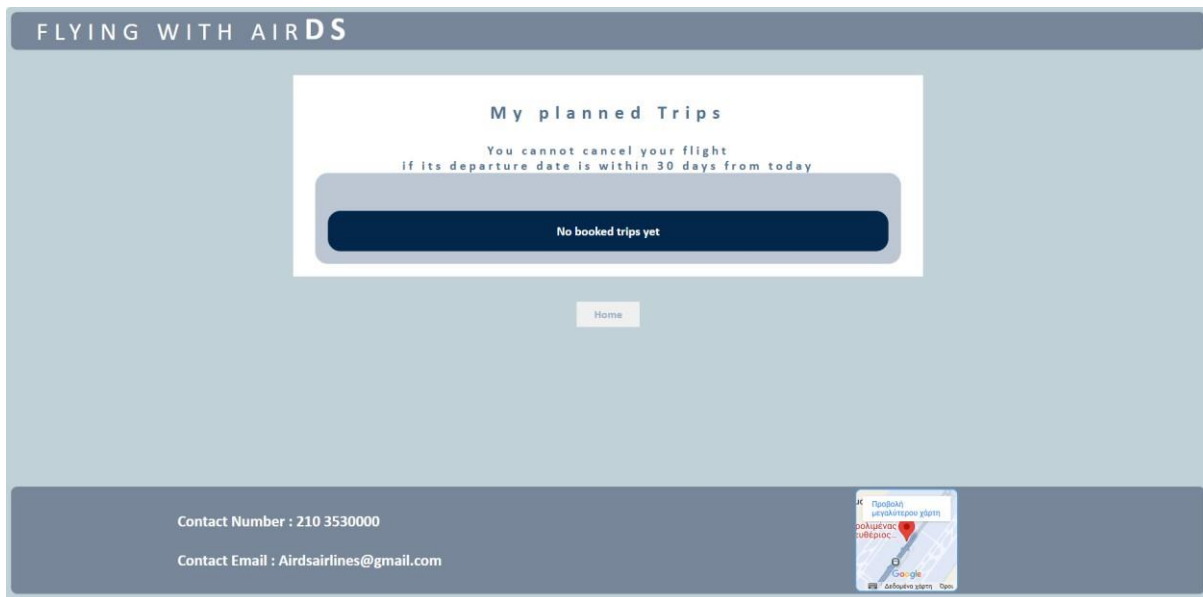 FLYING WITH AIRDS
My planned Trips
You cannot cancel your flight
if its departure date is within 30 days from today
No booked trips yet
Home
Contact Number : 210 3530000
Contact Email : Airdsairlines@gmail.com
Προβολή
μεγαλύτερου χάρτη
Google
Δεδομένα χάρτη Όροι